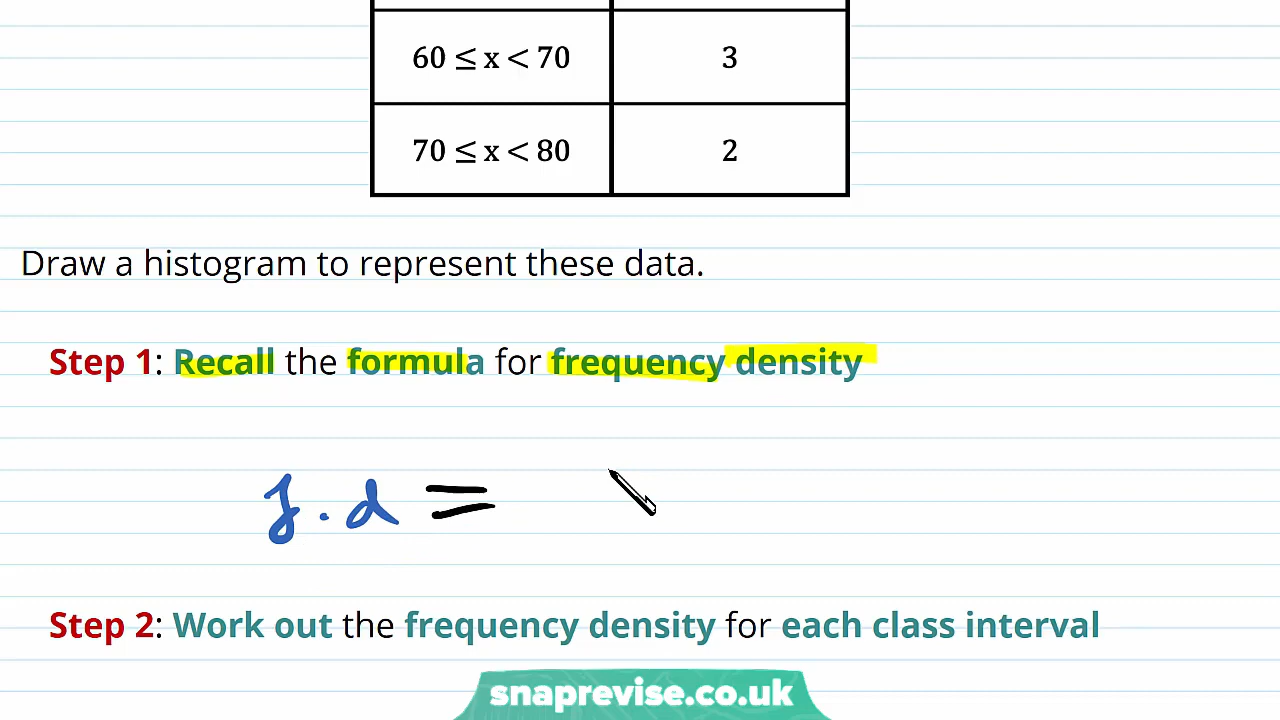 60 ≤ x < 70 3
70 ≤ x < 80 2
Draw a histogram to represent these data.
Step 1: Recall the formula for frequency density
f.d =
Step 2: Work out the frequency density for each class interval
snaprevise.co.uk